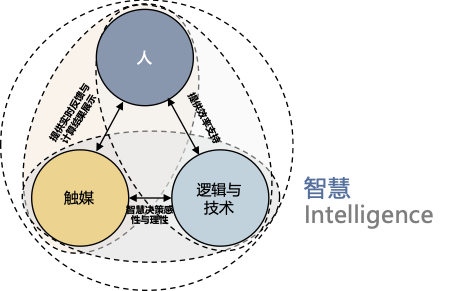 人
提供实时反馈与
计算结果展示
提供效率支持
触媒
逻辑与
技术
智慧决策感
性与理性
智慧
Intelligence